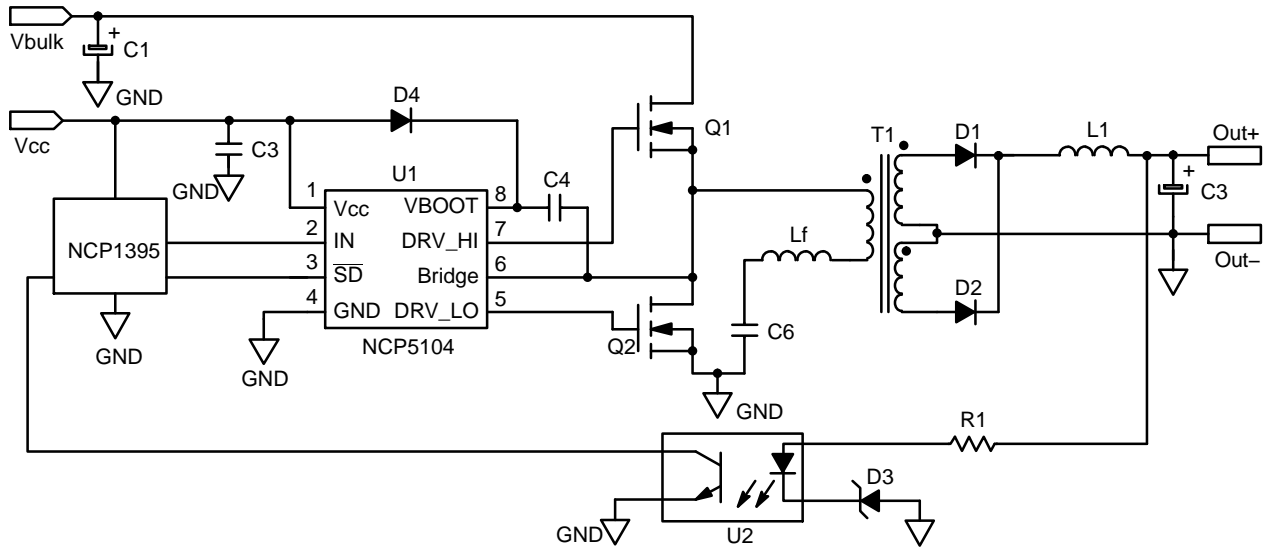 Vbulk
+
C1
GND
Vcc
D4
C3
GND
Q1
T1
D1
L1
Out+
U1
C4
1 Vcc VBOOT 8
NCP1395
2 IN DRV_HI 7
3 SD Bridge 6
4 GND DRV_LO 5
+
C3
Lf
Out–
D2
GND
GND
NCP5104
Q2
C6
GND
R1
D3
GND
U2